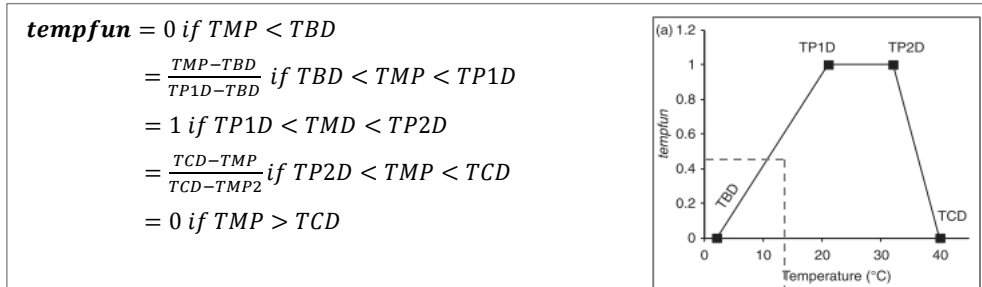 tempfun = 0 if TMP < TBD
= \frac{TMP-TBD}{TP1D-TBD} if TBD < TMP < TP1D
= 1 if TP1D < TMD < TP2D
= \frac{TCD-TMP}{TCD-TMP2} if TP2D < TMP < TCD
= 0 if TMP > TCD
(a) 1.2
TP1D TP2D
1
0.8
0.6
tempfun
0.4
0.2
TBD
TCD
0
0 10 20 30 40
Temperature (°C)